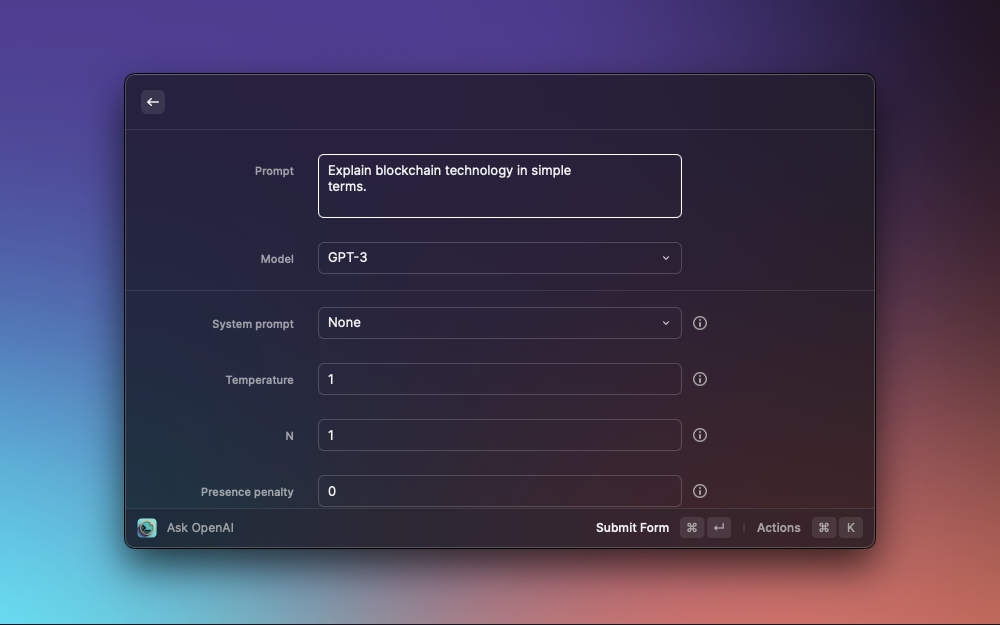 Prompt
Explain blockchain technology in simple
terms.
Model
GPT-3
System prompt
None
Temperature
1
N
1
Presence penalty
0
Ask OpenAI
Submit Form ⌘ ↵ | Actions ⌘ K